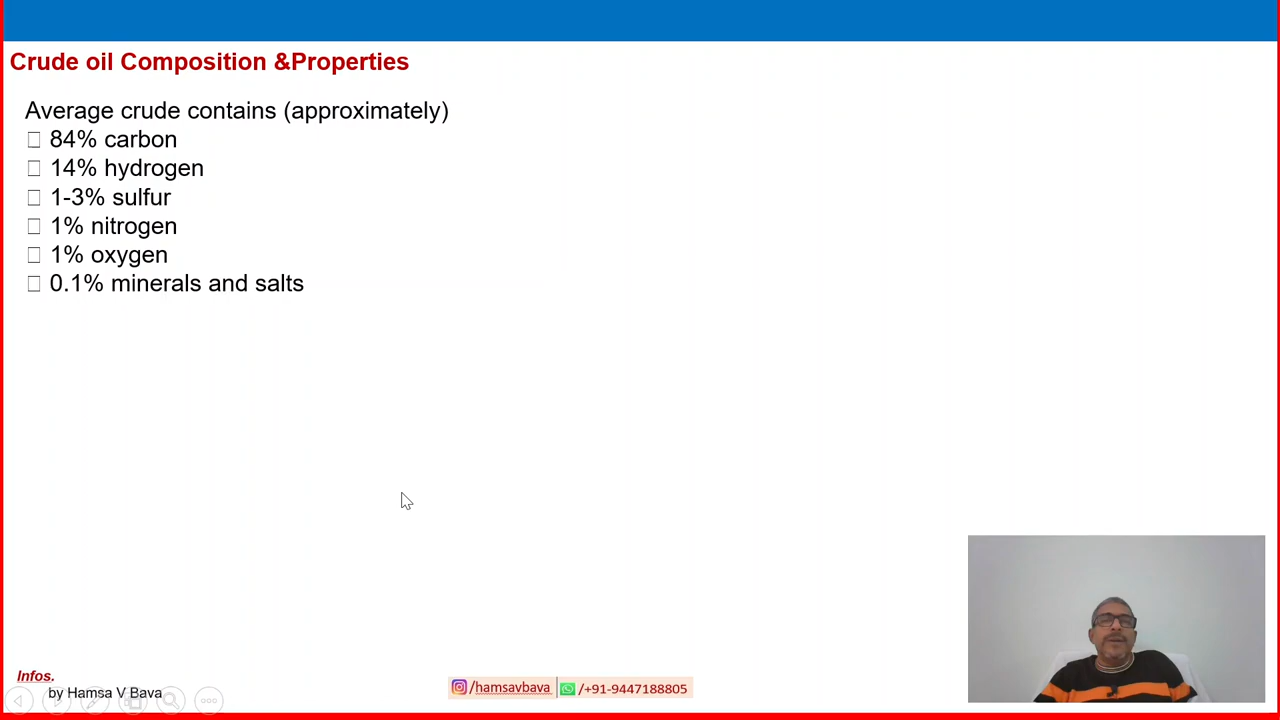 Crude oil Composition &Properties
Average crude contains (approximately)
□ 84% carbon
□ 14% hydrogen
□ 1-3% sulfur
□ 1% nitrogen
□ 1% oxygen
□ 0.1% minerals and salts
Infos.
by Hamsa V Bava
/hamsavbava /+91-9447188805